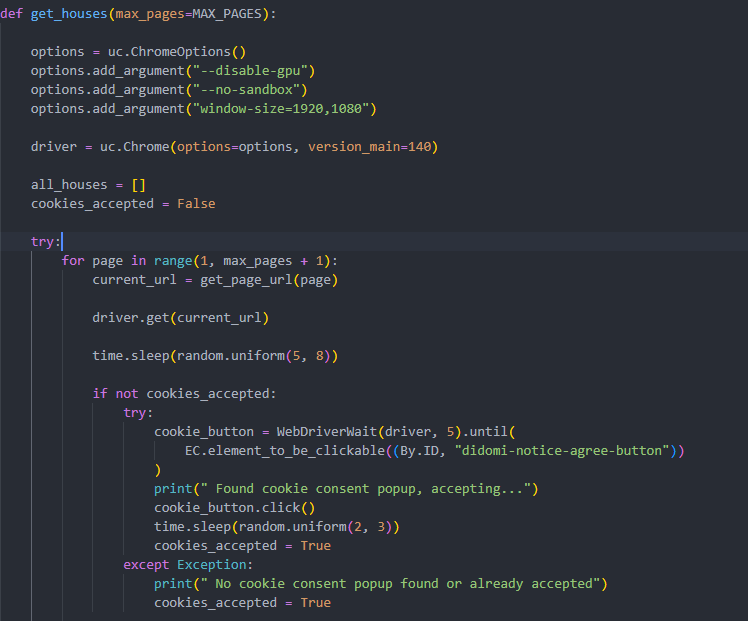 def get_houses(max_pages=MAX_PAGES):
options = uc.ChromeOptions()
options.add_argument("--disable-gpu")
options.add_argument("--no-sandbox")
options.add_argument("window-size=1920,1080")
driver = uc.Chrome(options=options, version_main=140)
all_houses = []
cookies_accepted = False
try:
for page in range(1, max_pages + 1):
current_url = get_page_url(page)
driver.get(current_url)
time.sleep(random.uniform(5, 8))
if not cookies_accepted:
try:
cookie_button = WebDriverWait(driver, 5).until(
EC.element_to_be_clickable((By.ID, "didomi-notice-agree-button"))
)
print(" Found cookie consent popup, accepting...")
cookie_button.click()
time.sleep(random.uniform(2, 3))
cookies_accepted = True
except Exception:
print(" No cookie consent popup found or already accepted")
cookies_accepted = True